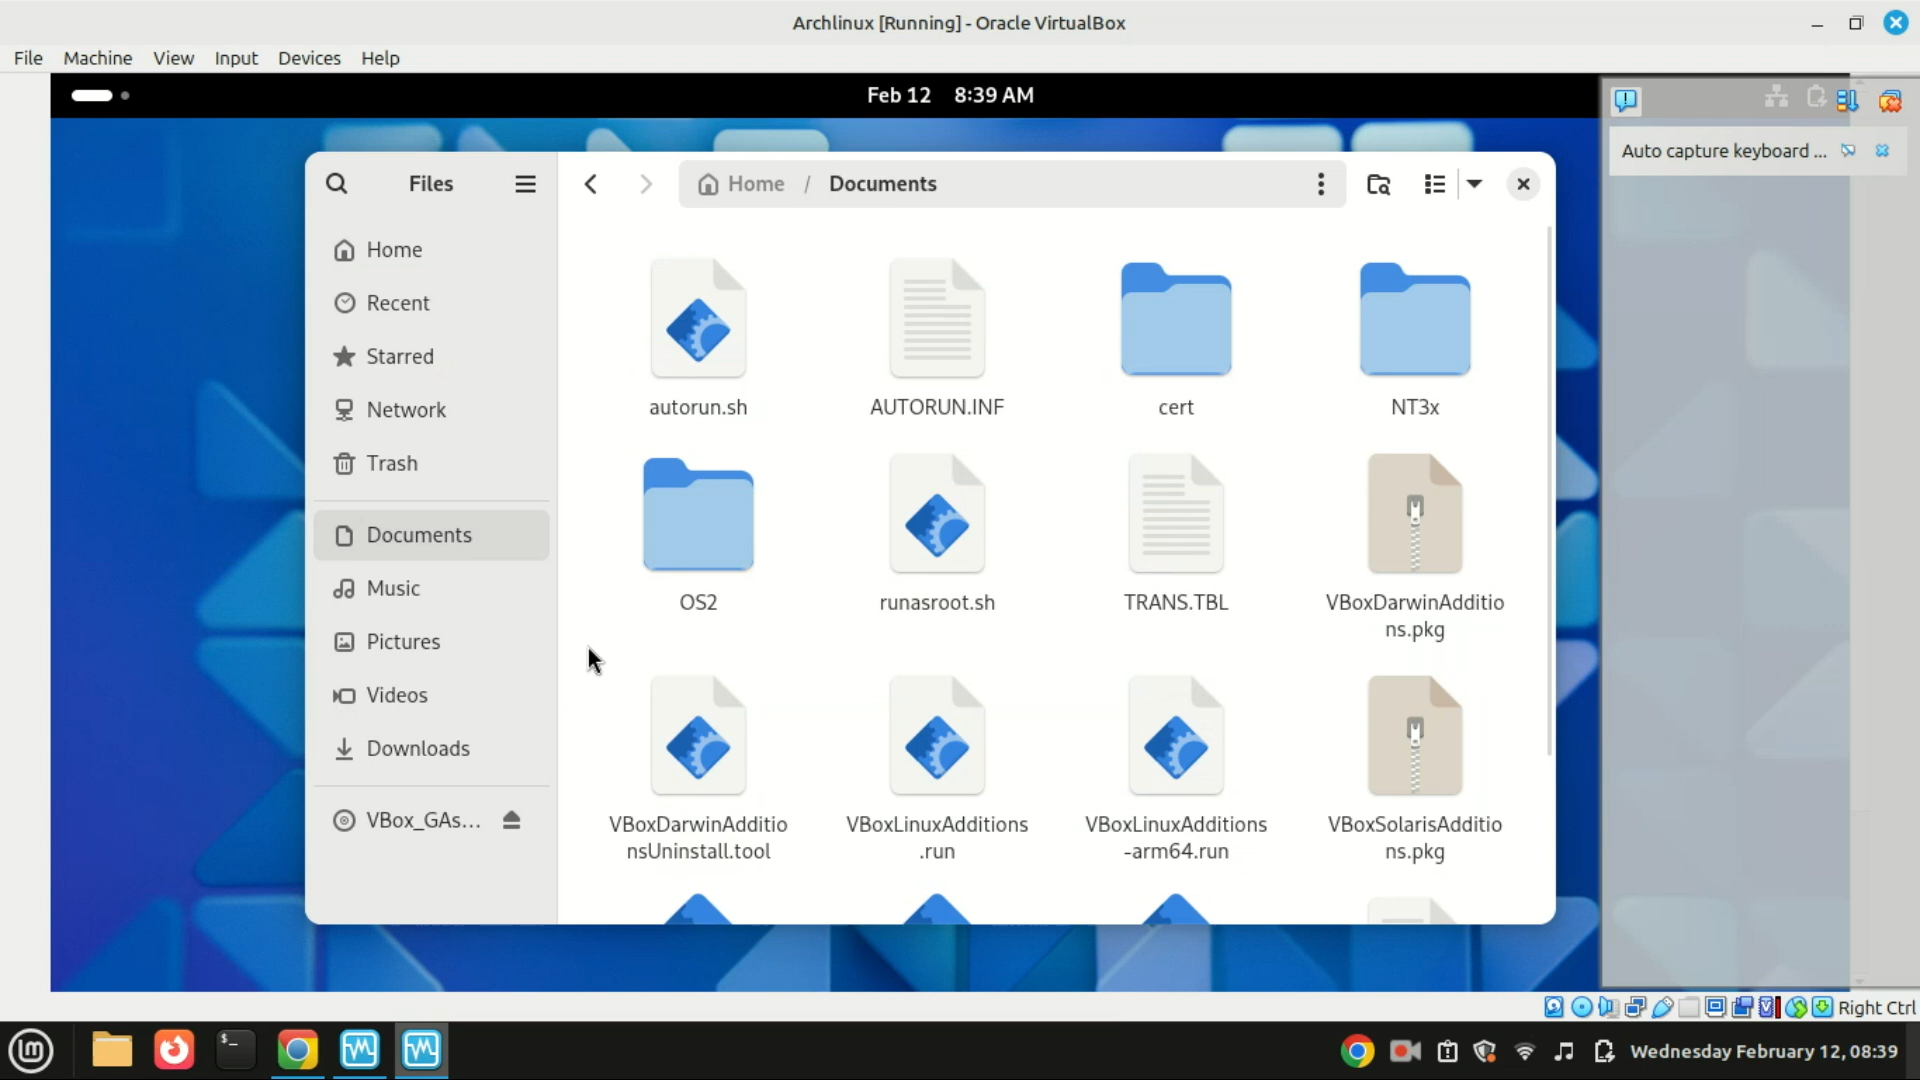 Archlinux [Running] - Oracle VirtualBox
File Machine View Input Devices Help
Feb 12 8:39 AM
Auto capture keyboard ...
Files
Home / Documents
Home
Recent
Starred
Network
Trash
Documents
Music
Pictures
Videos
Downloads
VBox_GAs...
autorun.sh
AUTORUN.INF
cert
NT3x
OS2
runasroot.sh
TRANS.TBL
VBoxDarwinAdditio
ns.pkg
VBoxDarwinAdditio
nsUninstall.tool
VBoxLinuxAdditions
.run
VBoxLinuxAdditions
-arm64.run
VBoxSolarisAdditio
ns.pkg
Right Ctrl
Wednesday February 12, 08:39